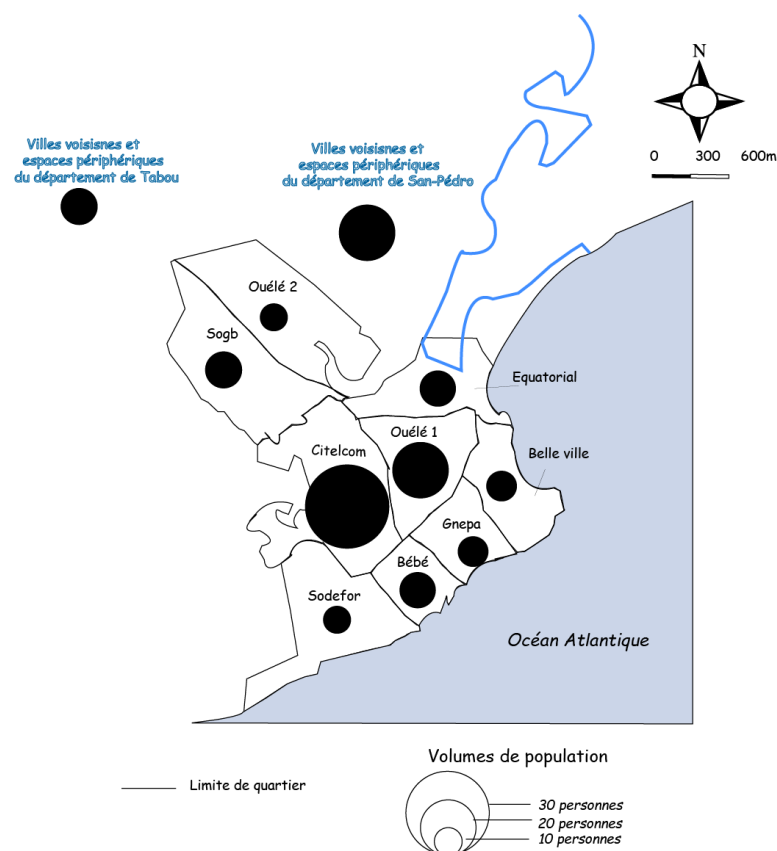 N
0 300 600m
Villes voisisnes et
espaces périphériques
du département de Tabou
Villes voisisnes et
espaces périphériques
du département de San-Pédro
Ouélé 2
Sogb
Equatorial
Ouélé 1
Citelcom
Belle ville
Gnepa
Bébé
Sodefor
Océan Atlantique
Volumes de population
Limite de quartier
30 personnes
20 personnes
10 personnes